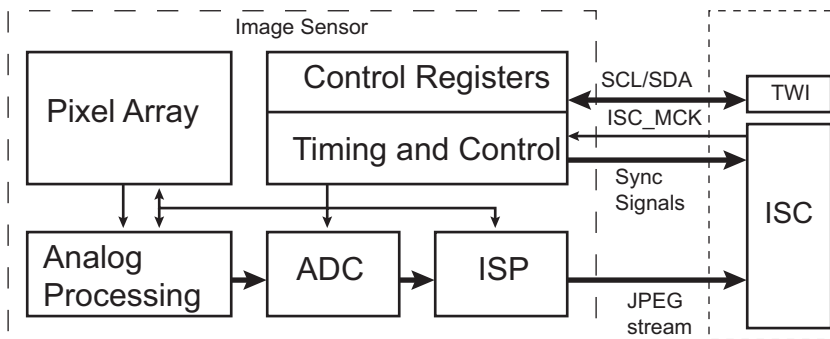 Image Sensor
Pixel Array
Control Registers
Timing and Control
SCL/SDA
TWI
ISC_MCK
Sync
Signals
ISC
Analog
Processing
ADC
ISP
JPEG
stream